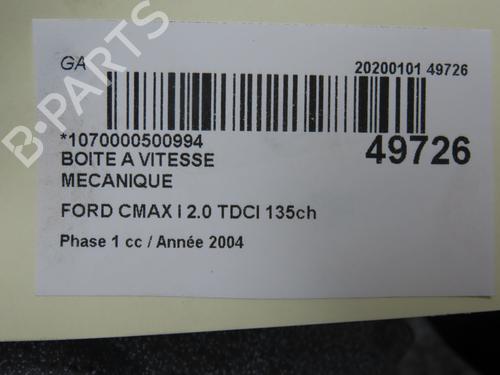 GA
20200101 49726
*1070000500994
49726
BOITE A VITESSE
MECANIQUE
FORD CMAX I 2.0 TDCI 135ch
Phase 1 cc / Année 2004
B-PARTS